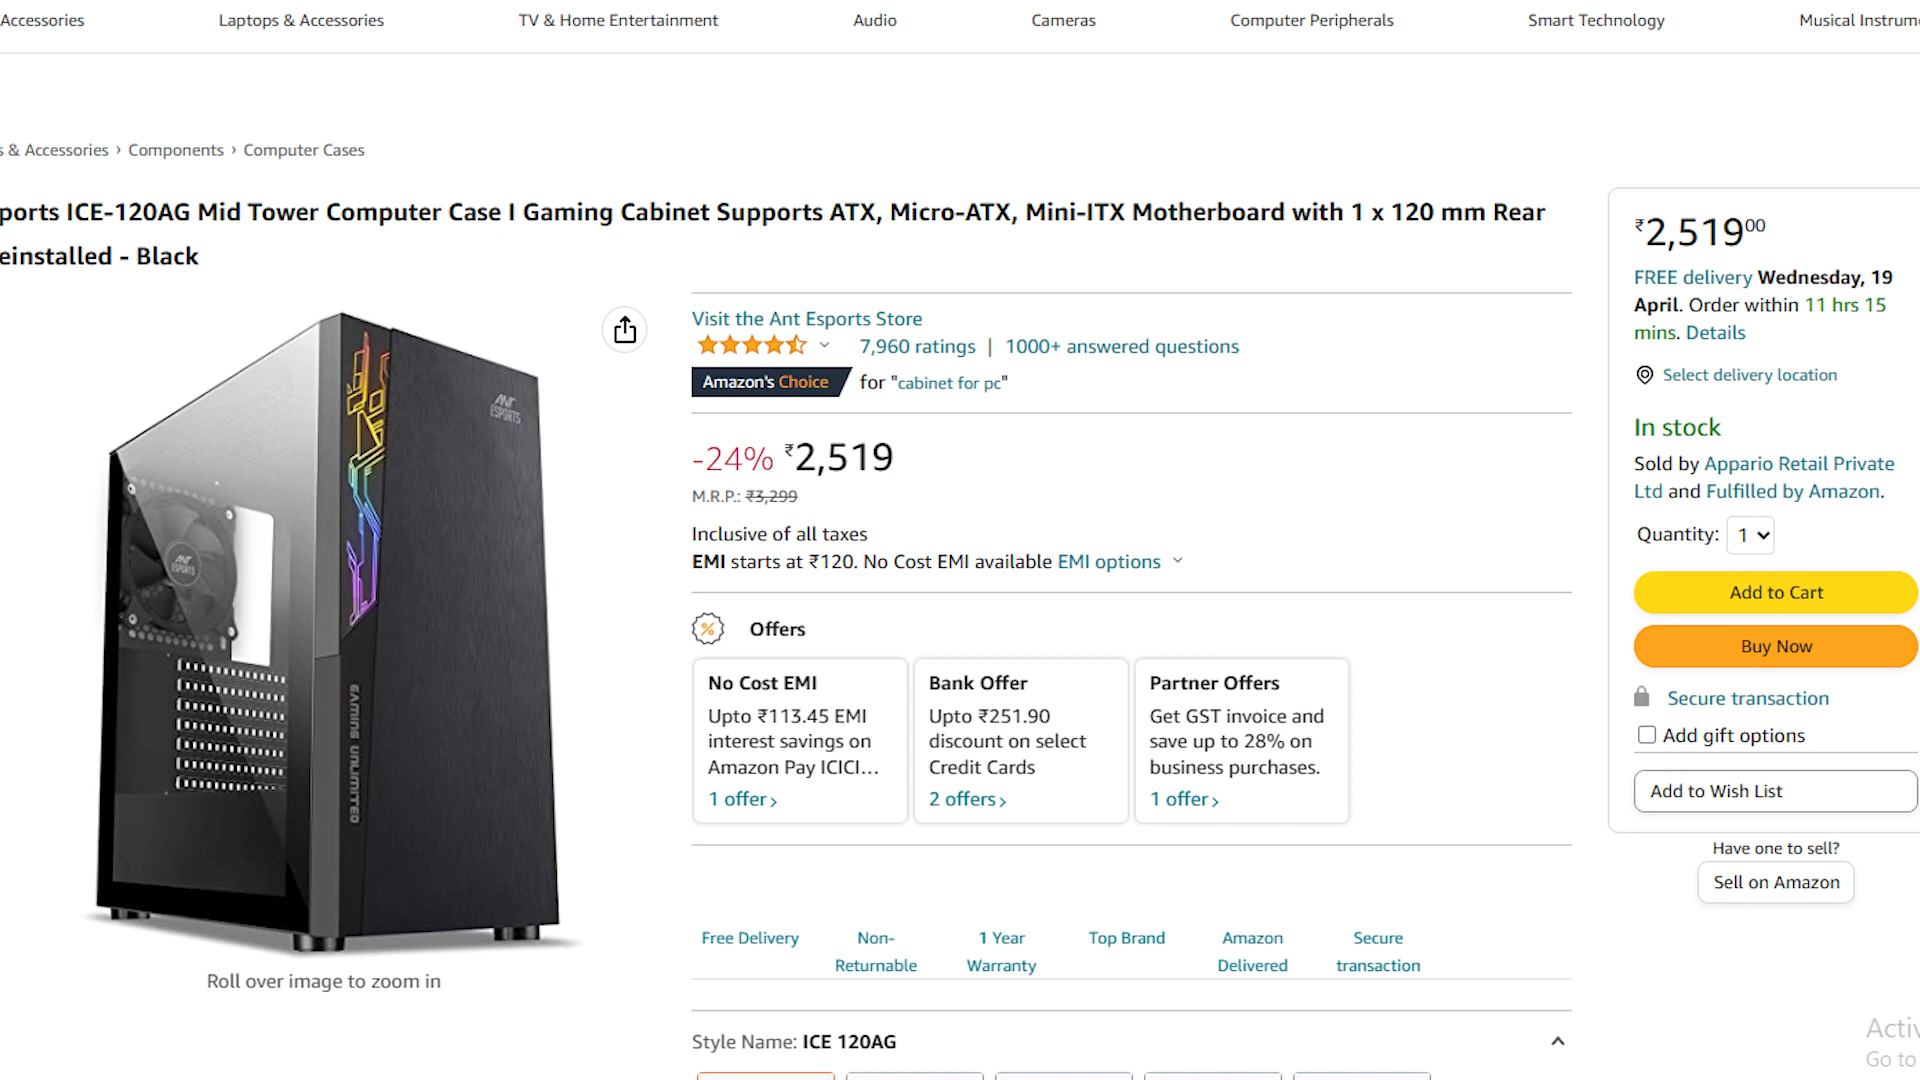 Accessories
Laptops & Accessories
TV & Home Entertainment
Audio
Cameras
Computer Peripherals
Smart Technology
Musical Instrum
s & Accessories › Components › Computer Cases
ports ICE-120AG Mid Tower Computer Case I Gaming Cabinet Supports ATX, Micro-ATX, Mini-ITX Motherboard with 1 x 120 mm Rear
einstalled - Black
ANT
ESPORTS
ANT
ESPORTS
GAMING UNLIMITED
Roll over image to zoom in
Visit the Ant Esports Store
7,960 ratings | 1000+ answered questions
Amazon's Choice for "cabinet for pc"
-24% ₹2,519
M.R.P.: ₹3,299
Inclusive of all taxes
EMI starts at ₹120. No Cost EMI available EMI options
% Offers
No Cost EMI
Upto ₹113.45 EMI
interest savings on
Amazon Pay ICICI…
1 offer ›
Bank Offer
Upto ₹251.90
discount on select
Credit Cards
2 offers ›
Partner Offers
Get GST invoice and
save up to 28% on
business purchases.
1 offer ›
Free Delivery
Non-
Returnable
1 Year
Warranty
Top Brand
Amazon
Delivered
Secure
transaction
Style Name: ICE 120AG
₹2,51900
FREE delivery Wednesday, 19
April. Order within 11 hrs 15
mins. Details
Select delivery location
In stock
Sold by Appario Retail Private
Ltd and Fulfilled by Amazon.
Quantity: 1
Add to Cart
Buy Now
Secure transaction
Add gift options
Add to Wish List
Have one to sell?
Sell on Amazon
Activ
Go to